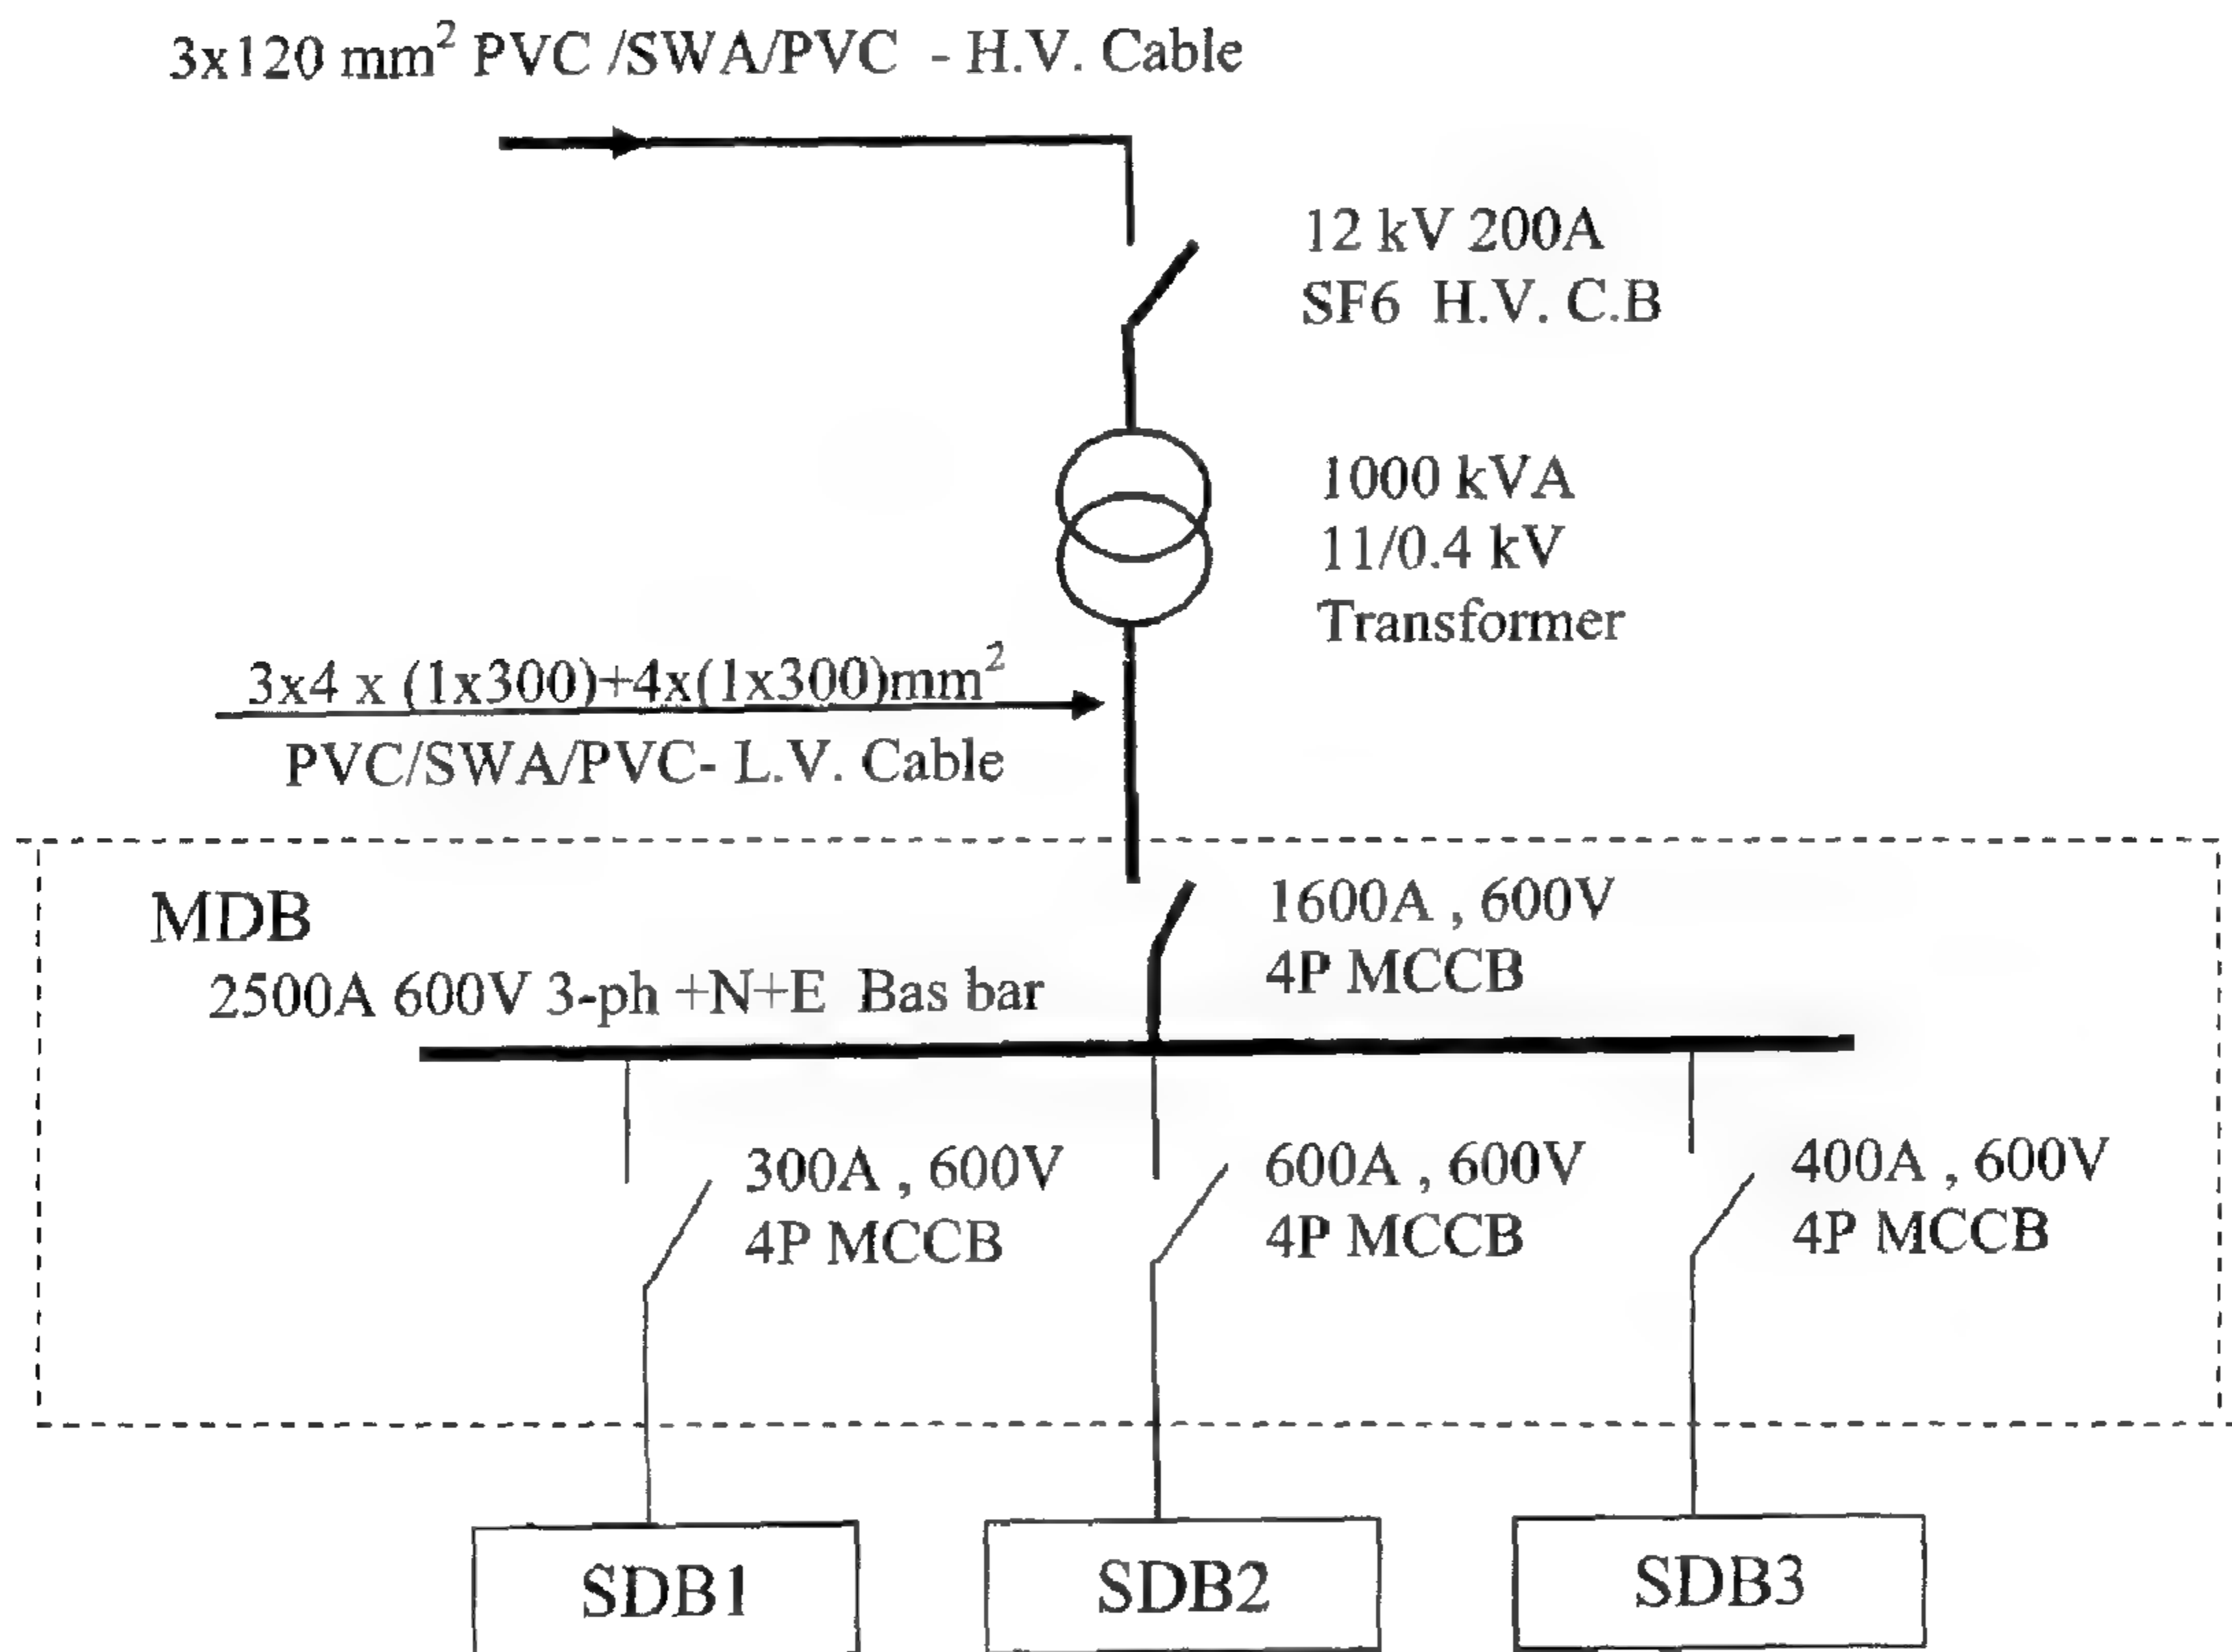 3x120 mm² PVC /SWA/PVC - H.V. Cable
12 kV 200A
SF6 H.V. C.B
1000 kVA
11/0.4 kV
Transformer
3x4 x (1x300)+4x(1x300)mm²
PVC/SWA/PVC- L.V. Cable
MDB
1600A , 600V
4P MCCB
2500A 600V 3-ph +N+E Bas bar
300A , 600V
4P MCCB
600A , 600V
4P MCCB
400A , 600V
4P MCCB
SDB1
SDB2
SDB3